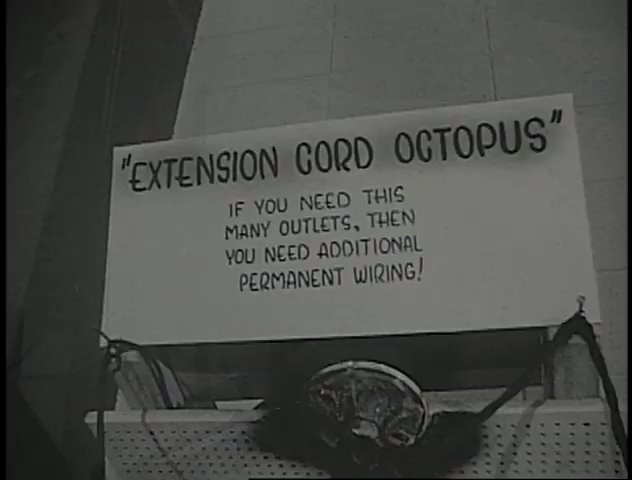 "EXTENSION CORD OCTOPUS"
IF YOU NEED THIS
MANY OUTLETS, THEN
YOU NEED ADDITIONAL
PERMANENT WIRING!